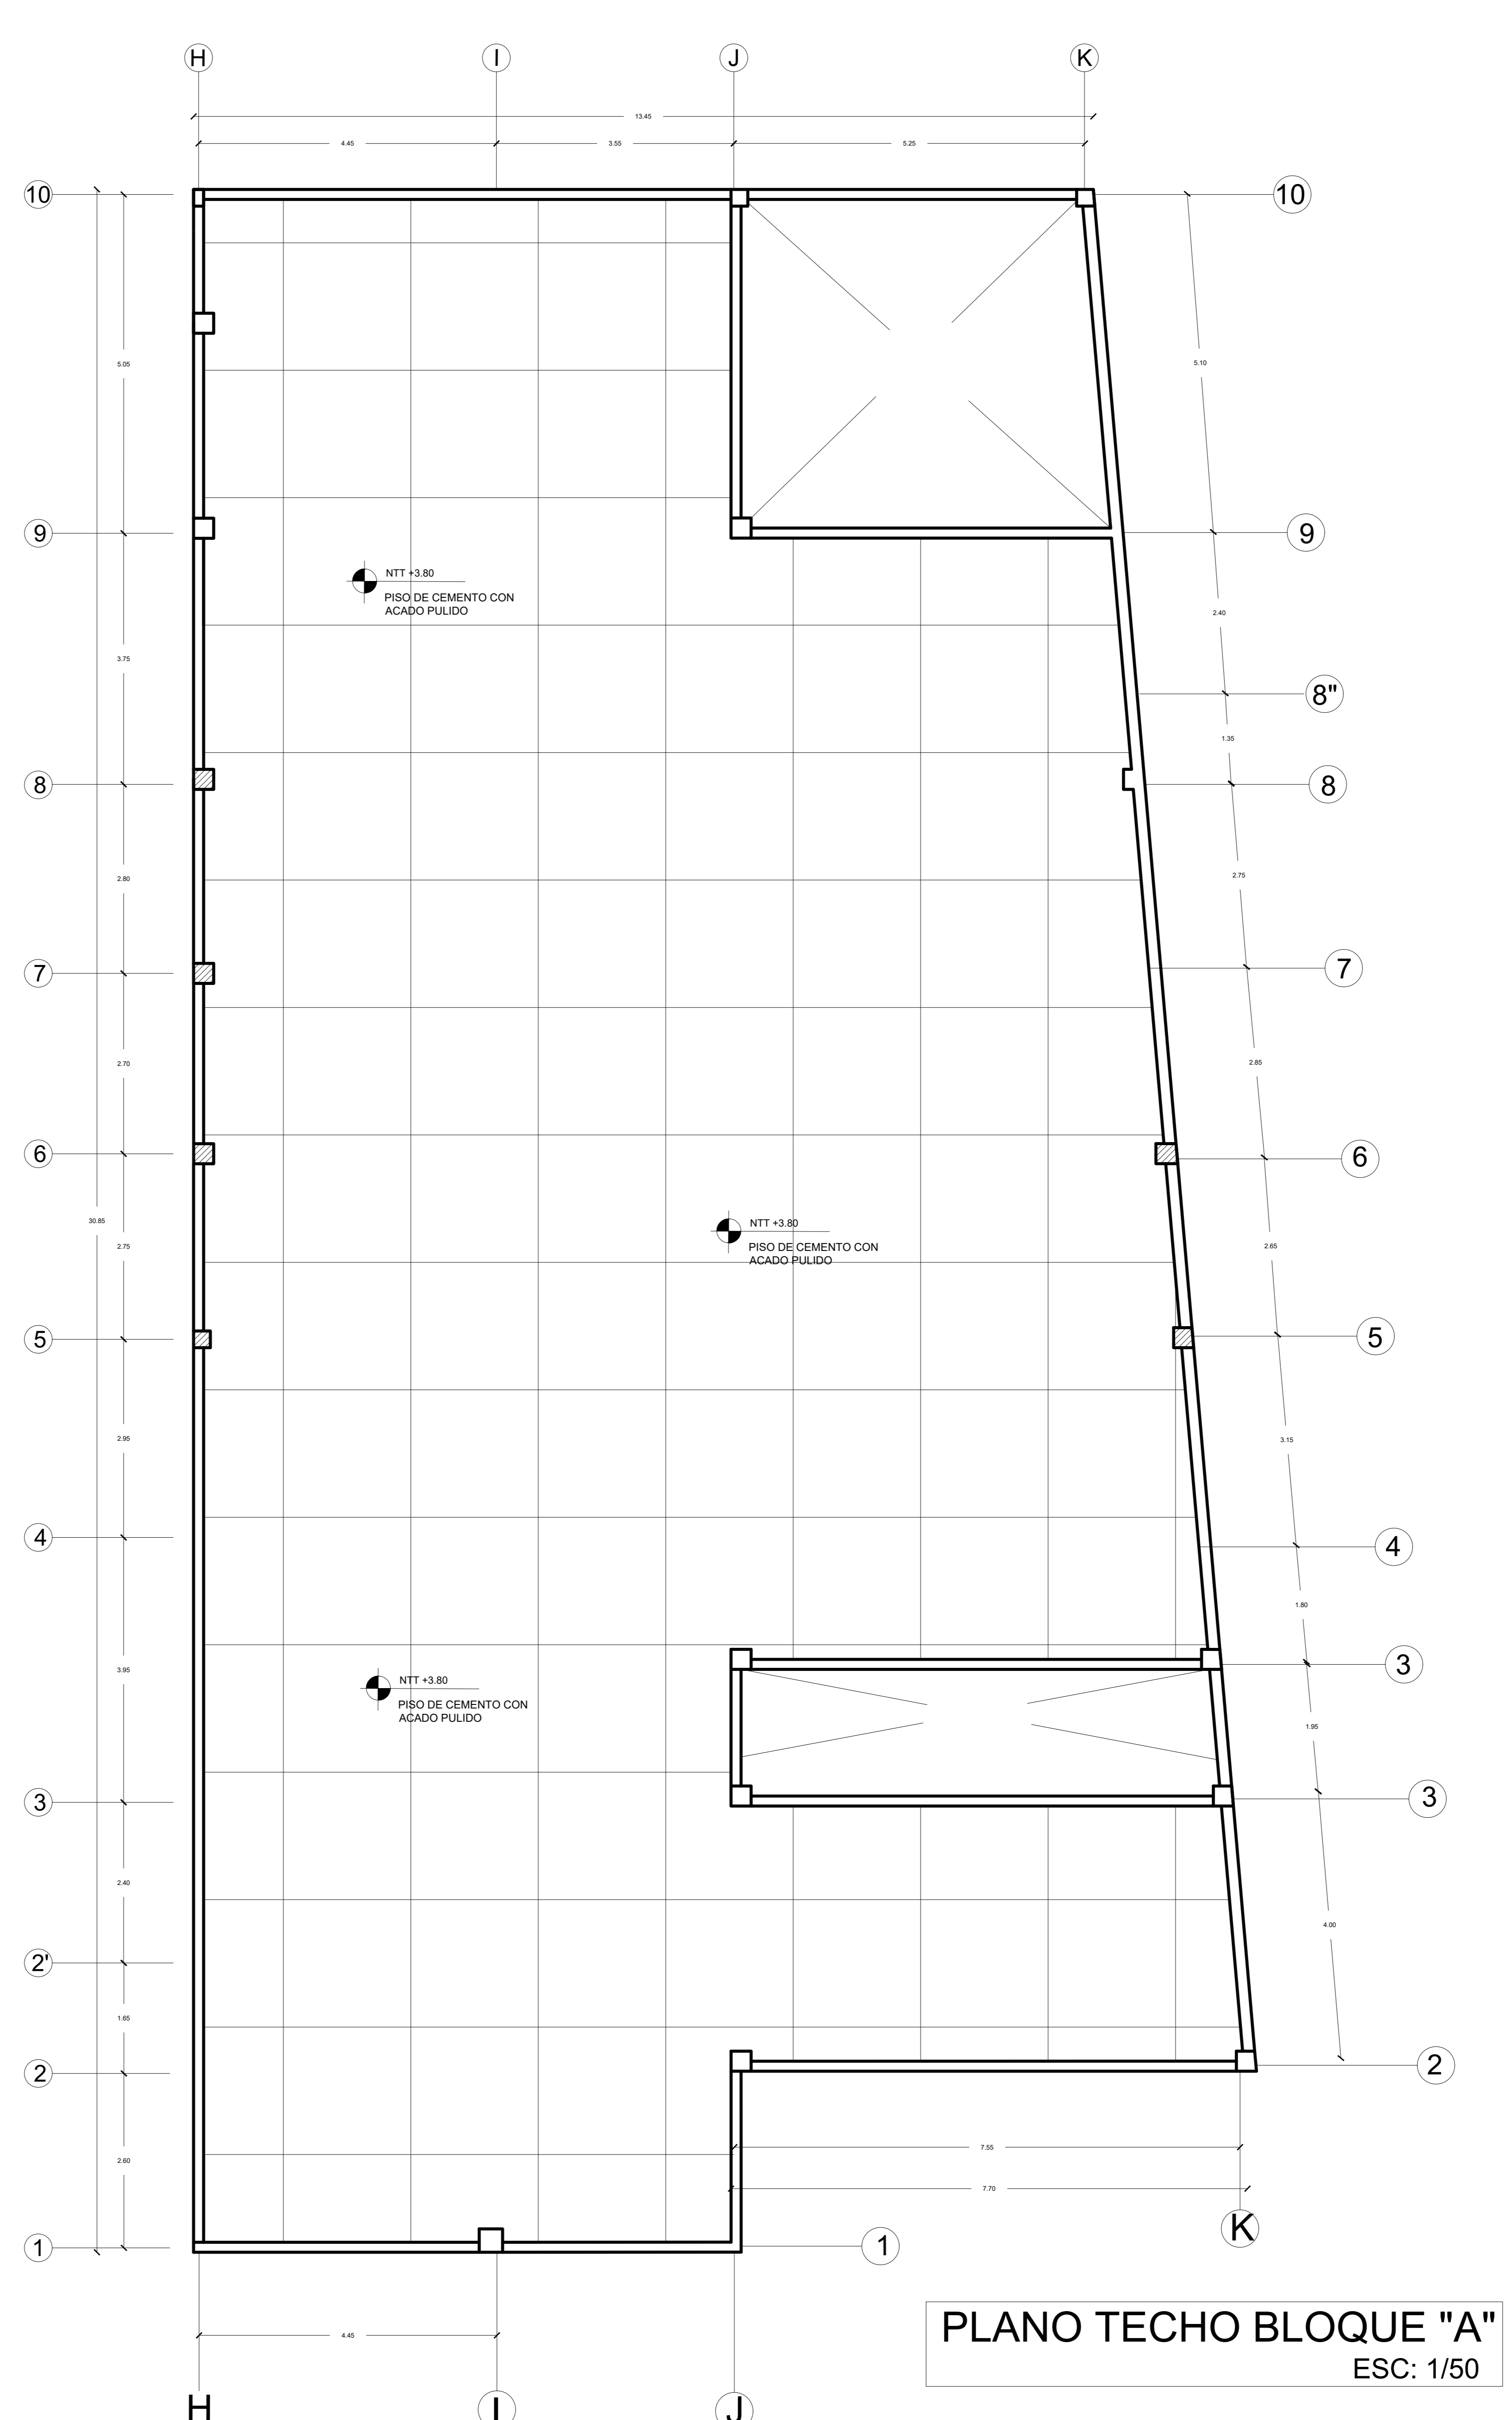 H I J K
13.45
4.45 3.55 5.25
10 10
5.05 5.10
9 9
NTT +3.80
PISO DE CEMENTO CON
ACADO PULIDO
2.40
3.75
8"
1.35
8 8
2.80 2.75
7 7
2.70 2.85
6 6
30.85
NTT +3.80
PISO DE CEMENTO CON
ACADO PULIDO
2.75 2.65
5 5
2.95 3.15
4 4
1.80
3.95 3
NTT +3.80
PISO DE CEMENTO CON
ACADO PULIDO
1.95
3 3
2.40 4.00
2'
1.65
2 2
2.60
7.55
7.70
K
1 1
4.45
PLANO TECHO BLOQUE "A"
ESC: 1/50
H I J